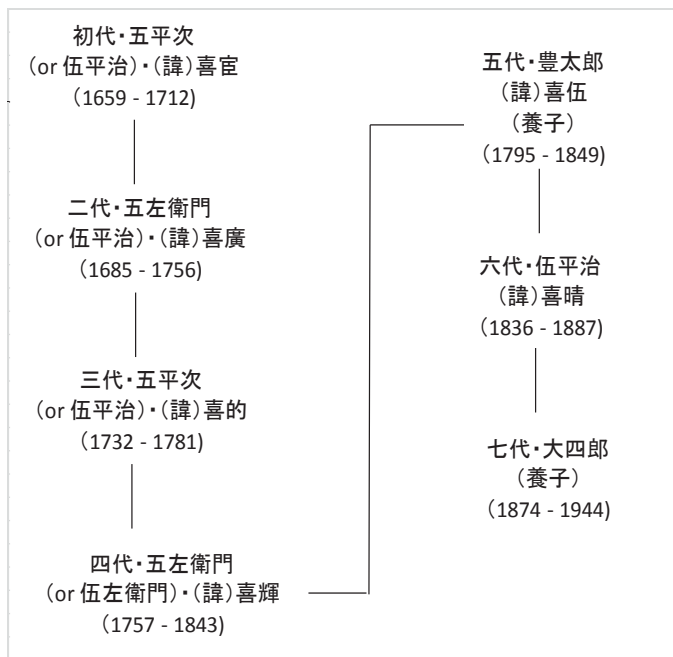 初代・五平次
(or 伍平治)・(諱)喜宦
(1659 - 1712)
二代・五左衛門
(or 伍平治)・(諱)喜廣
(1685 - 1756)
三代・五平次
(or 伍平治)・(諱)喜的
(1732 - 1781)
四代・五左衛門
(or 伍左衛門)・(諱)喜輝
(1757 - 1843)
五代・豊太郎
(諱)喜伍
(養子)
(1795 - 1849)
六代・伍平治
(諱)喜晴
(1836 - 1887)
七代・大四郎
(養子)
(1874 - 1944)